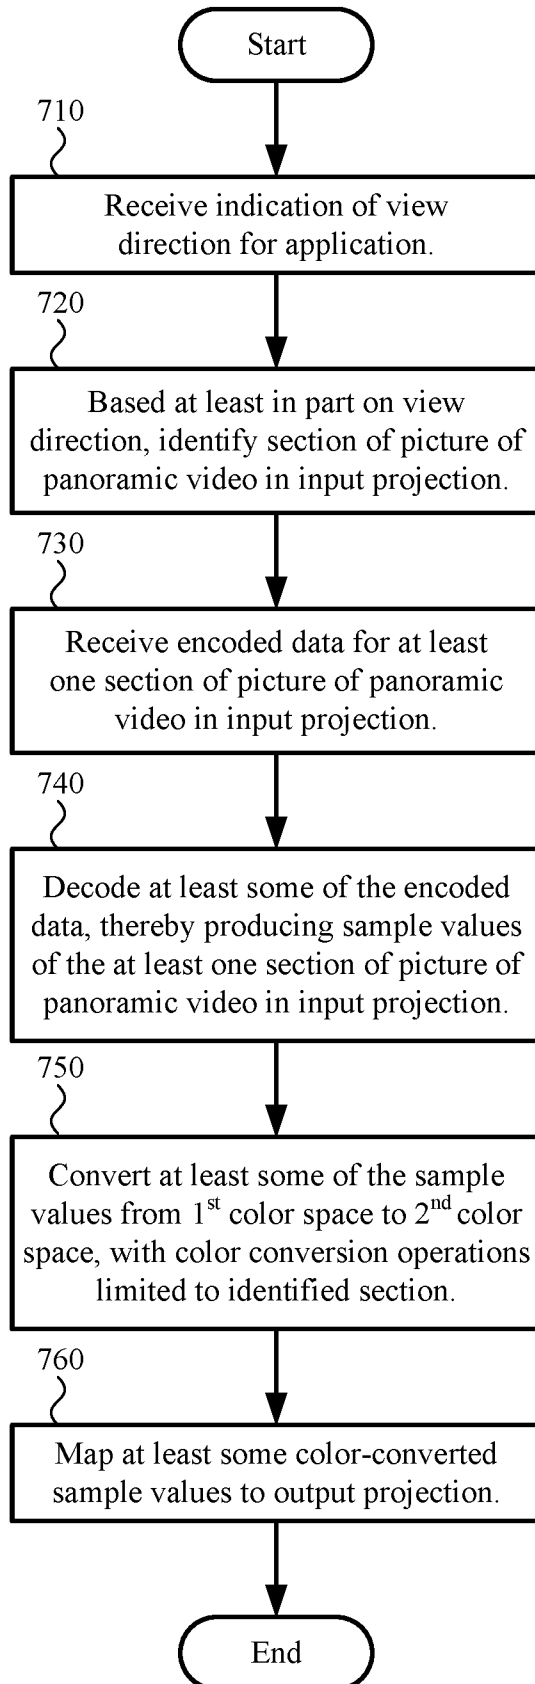 Start
710
Receive indication of view
direction for application.
720
Based at least in part on view
direction, identify section of picture of
panoramic video in input projection.
730
Receive encoded data for at least
one section of picture of panoramic
video in input projection.
740
Decode at least some of the encoded
data, thereby producing sample values
of the at least one section of picture of
panoramic video in input projection.
750
Convert at least some of the sample
values from 1st color space to 2nd color
space, with color conversion operations
limited to identified section.
760
Map at least some color-converted
sample values to output projection.
End